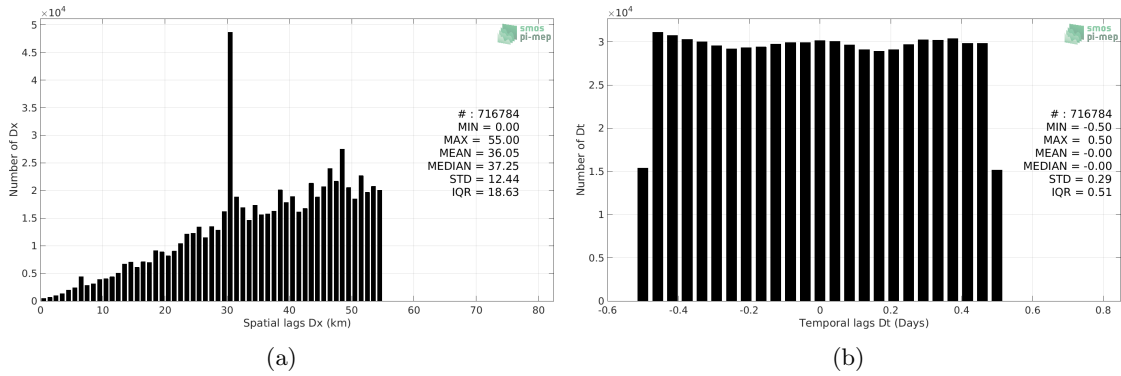 ×10⁴
5
4.5
4
3.5
3
2.5
2
1.5
1
0.5
0
Number of Dx
smos
pi-mep
# : 716784
MIN = 0.00
MAX = 55.00
MEAN = 36.05
MEDIAN = 37.25
STD = 12.44
IQR = 18.63
0 10 20 30 40 50 60 70 80
Spatial lags Dx (km)
(a)
×10⁴
3
2.5
2
1.5
1
0.5
0
Number of Dt
smos
pi-mep
# : 716784
MIN = -0.50
MAX = 0.50
MEAN = -0.00
MEDIAN = -0.00
STD = 0.29
IQR = 0.51
-0.6 -0.4 -0.2 0 0.2 0.4 0.6 0.8
Temporal lags Dt (Days)
(b)